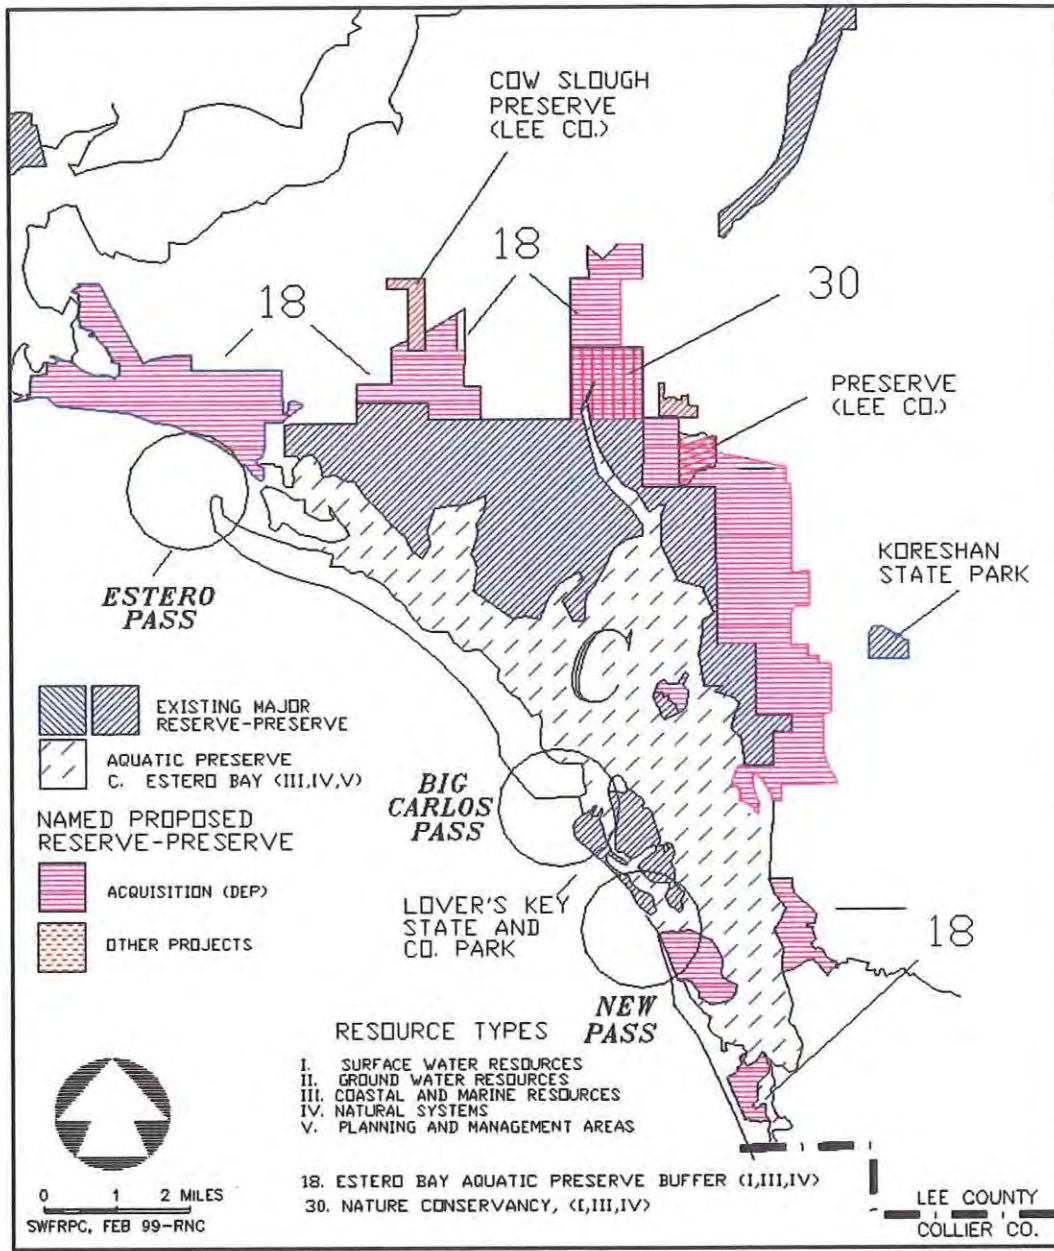 COW SLOUGH
PRESERVE
(LEE CO.)
18
18
30
PRESERVE
(LEE CO.)
KORESHAN
STATE PARK
ESTERO
PASS
C
EXISTING MAJOR
RESERVE-PRESERVE
AQUATIC PRESERVE
C. ESTERO BAY (III,IV,V)
NAMED PROPOSED
RESERVE-PRESERVE
ACQUISITION (DEP)
OTHER PROJECTS
BIG
CARLOS
PASS
LOVER'S KEY
STATE AND
CO. PARK
18
NEW
PASS
RESOURCE TYPES
I. SURFACE WATER RESOURCES
II. GROUND WATER RESOURCES
III. COASTAL AND MARINE RESOURCES
IV. NATURAL SYSTEMS
V. PLANNING AND MANAGEMENT AREAS
18. ESTERO BAY AQUATIC PRESERVE BUFFER (I,III,IV)
30. NATURE CONSERVANCY, (I,III,IV)
0 1 2 MILES
SWFRPC, FEB 99-RNC
LEE COUNTY
COLLIER CO.